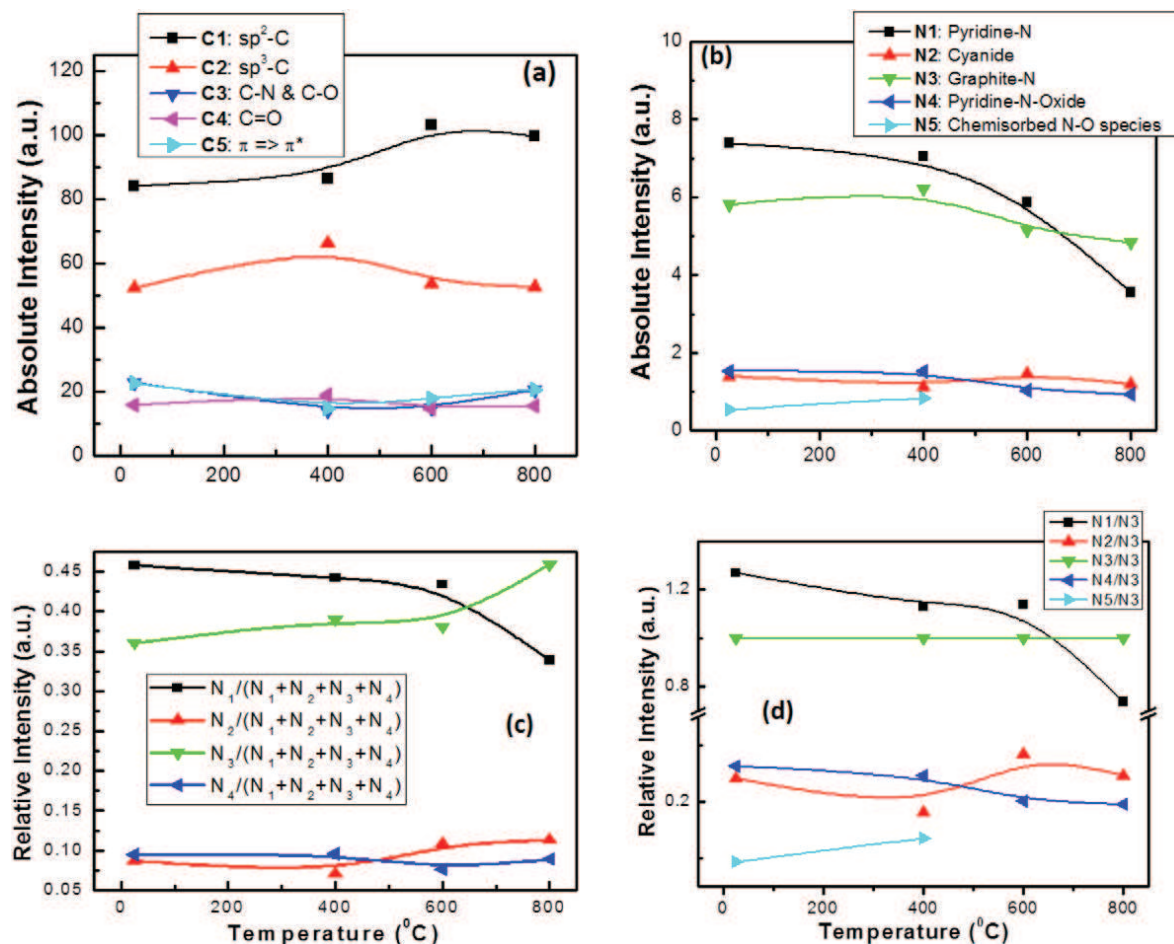 C1: sp²-C
C2: sp³-C
C3: C-N & C-O
C4: C=O
C5: π => π*
(a)
120
100
80
60
40
20
0
Absolute Intensity (a.u.)
0 200 400 600 800
N1: Pyridine-N
N2: Cyanide
N3: Graphite-N
N4: Pyridine-N-Oxide
N5: Chemisorbed N-O species
(b)
10
8
6
4
2
0
Absolute Intensity (a.u.)
0 200 400 600 800
0.45
0.40
0.35
0.30
0.25
0.20
0.15
0.10
0.05
Relative Intensity (a.u.)
N₁/(N₁+N₂+N₃+N₄)
N₂/(N₁+N₂+N₃+N₄)
N₃/(N₁+N₂+N₃+N₄)
N₄/(N₁+N₂+N₃+N₄)
(c)
0 200 400 600 800
Temperature (⁰C)
N1/N3
N2/N3
N3/N3
N4/N3
N5/N3
1.2
0.8
0.2
Relative Intensity (a.u.)
(d)
0 200 400 600 800
Temperature (⁰C)